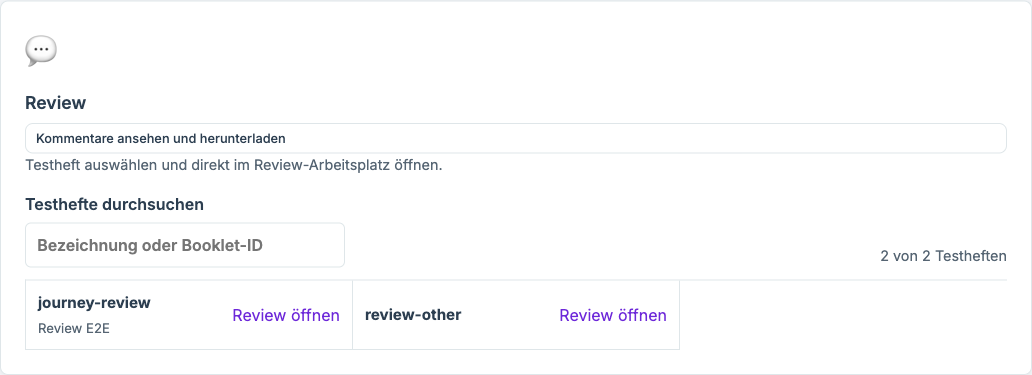 Review
Kommentare ansehen und herunterladen
Testheft auswählen und direkt im Review-Arbeitsplatz öffnen.
Testhefte durchsuchen
Bezeichnung oder Booklet-ID
2 von 2 Testheften
journey-review
Review E2E
Review öffnen
review-other
Review öffnen